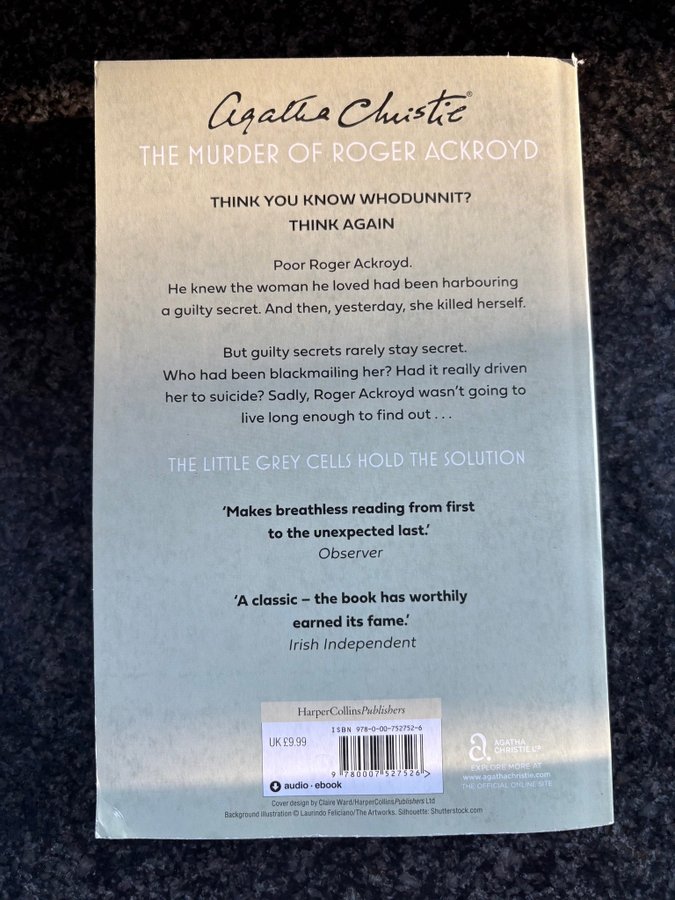 Agatha Christie®
THE MURDER OF ROGER ACKROYD
THINK YOU KNOW WHODUNNIT?
THINK AGAIN
Poor Roger Ackroyd.
He knew the woman he loved had been harbouring
a guilty secret. And then, yesterday, she killed herself.
But guilty secrets rarely stay secret.
Who had been blackmailing her? Had it really driven
her to suicide? Sadly, Roger Ackroyd wasn’t going to
live long enough to find out . . .
THE LITTLE GREY CELLS HOLD THE SOLUTION
‘Makes breathless reading from first
to the unexpected last.’
Observer
‘A classic – the book has worthily
earned its fame.’
Irish Independent
HarperCollinsPublishers
ISBN 978-0-00-752752-6
UK £9.99
9 780007 527526 >
audio · ebook
AGATHA
CHRISTIE LTD
EXPLORE MORE AT
www.agathachristie.com
THE OFFICIAL ONLINE SITE
Cover design by Claire Ward/HarperCollinsPublishers Ltd
Background illustration © Laurindo Feliciano/The Artworks. Silhouette: Shutterstock.com